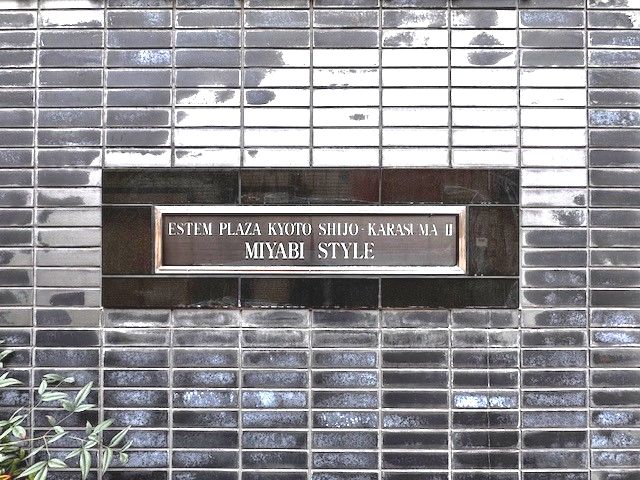 ESTEM PLAZA KYOTO SHIJO-KARASUMA II
MIYABI STYLE